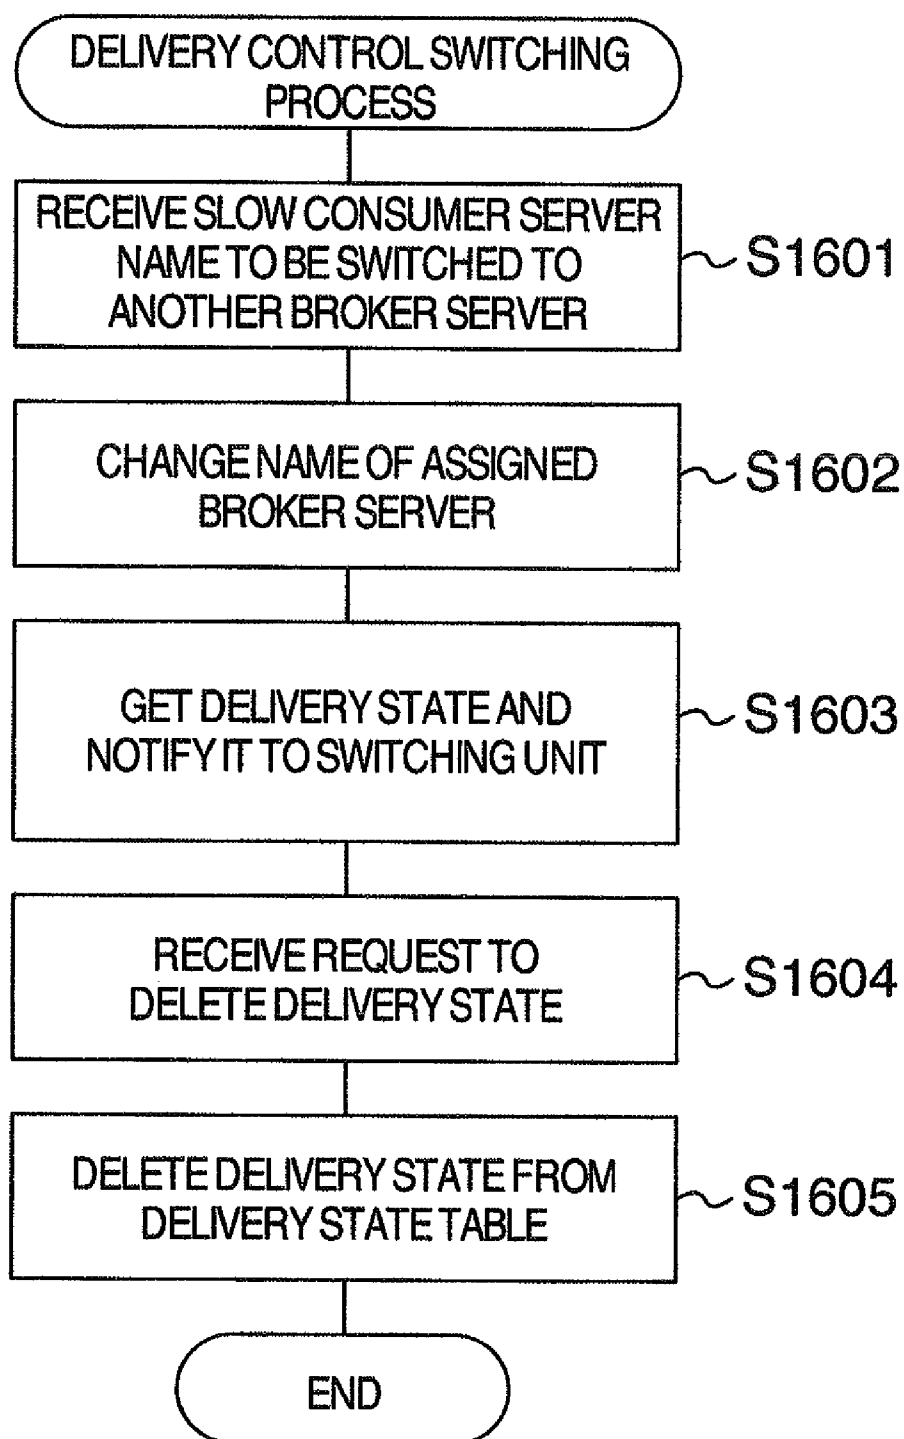 DELIVERY CONTROL SWITCHING
PROCESS
RECEIVE SLOW CONSUMER SERVER
NAME TO BE SWITCHED TO
ANOTHER BROKER SERVER
S1601
CHANGE NAME OF ASSIGNED
BROKER SERVER
S1602
GET DELIVERY STATE AND
NOTIFY IT TO SWITCHING UNIT
S1603
RECEIVE REQUEST TO
DELETE DELIVERY STATE
S1604
DELETE DELIVERY STATE FROM
DELIVERY STATE TABLE
S1605
END